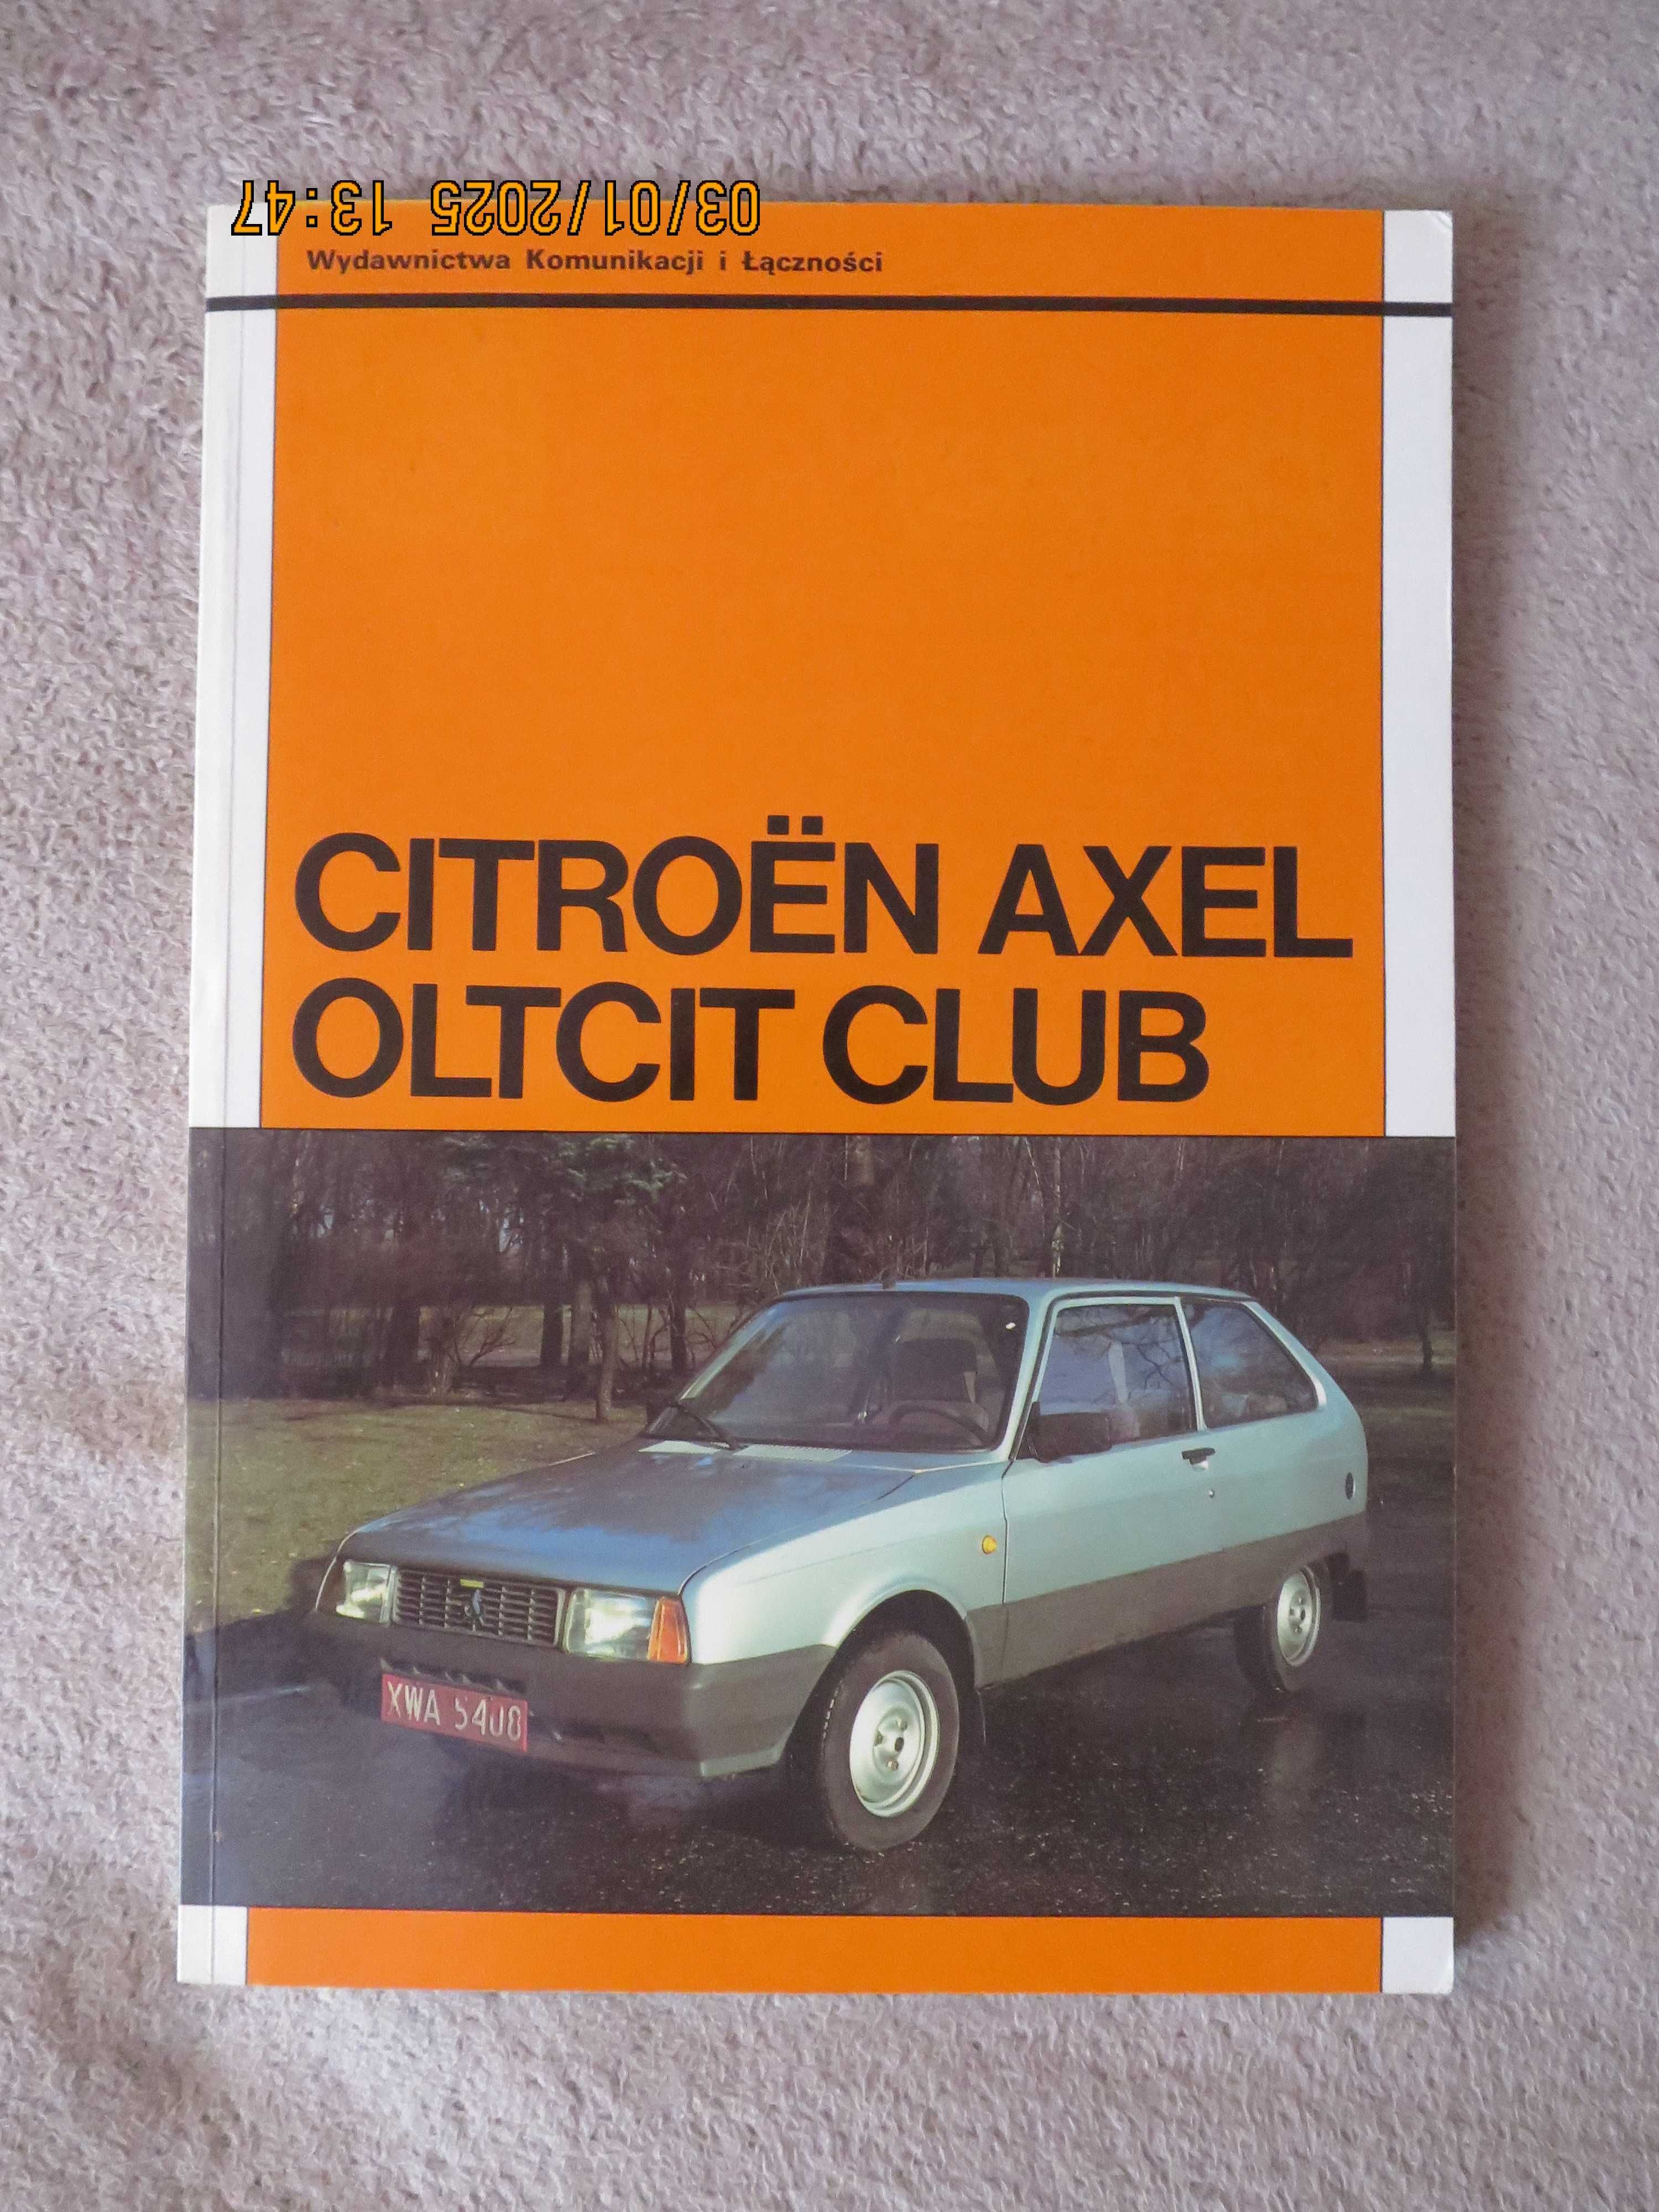 03/01/2025 13:47
Wydawnictwa Komunikacji i Łączności
CITROËN AXEL
OLTCIT CLUB
XWA 5408